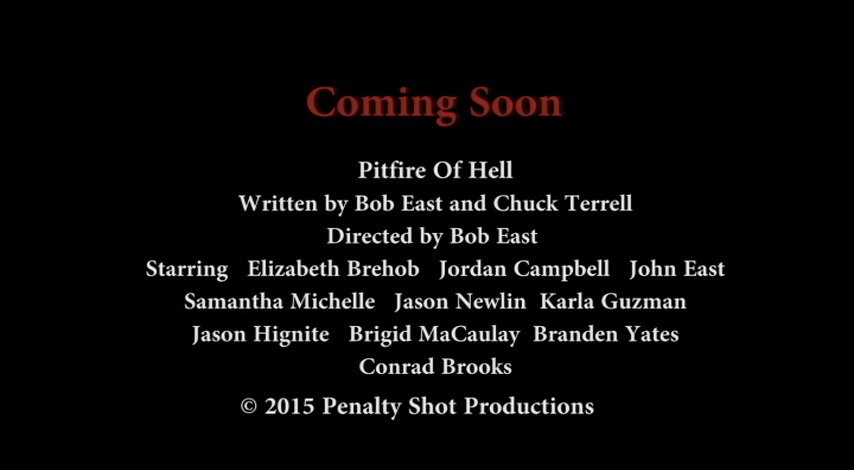 Coming Soon
Pitfire Of Hell
Written by Bob East and Chuck Terrell
Directed by Bob East
Starring Elizabeth Brehob Jordan Campbell John East
Samantha Michelle Jason Newlin Karla Guzman
Jason Hignite Brigid MaCaulay Branden Yates
Conrad Brooks
© 2015 Penalty Shot Productions